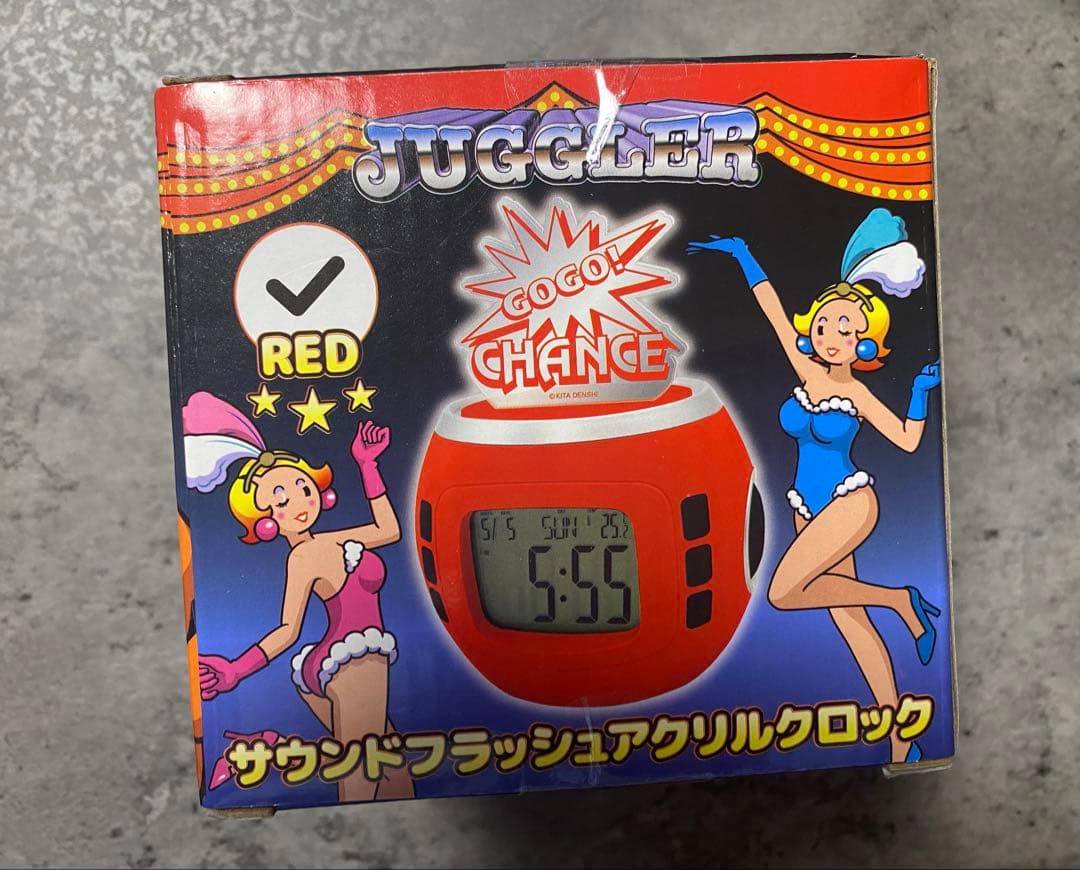 JUGGLER
GOGO!
CHANCE
©KITA DENSHI
RED
5/5 SUN 25.5
5:55
サウンドフラッシュアクリルクロック